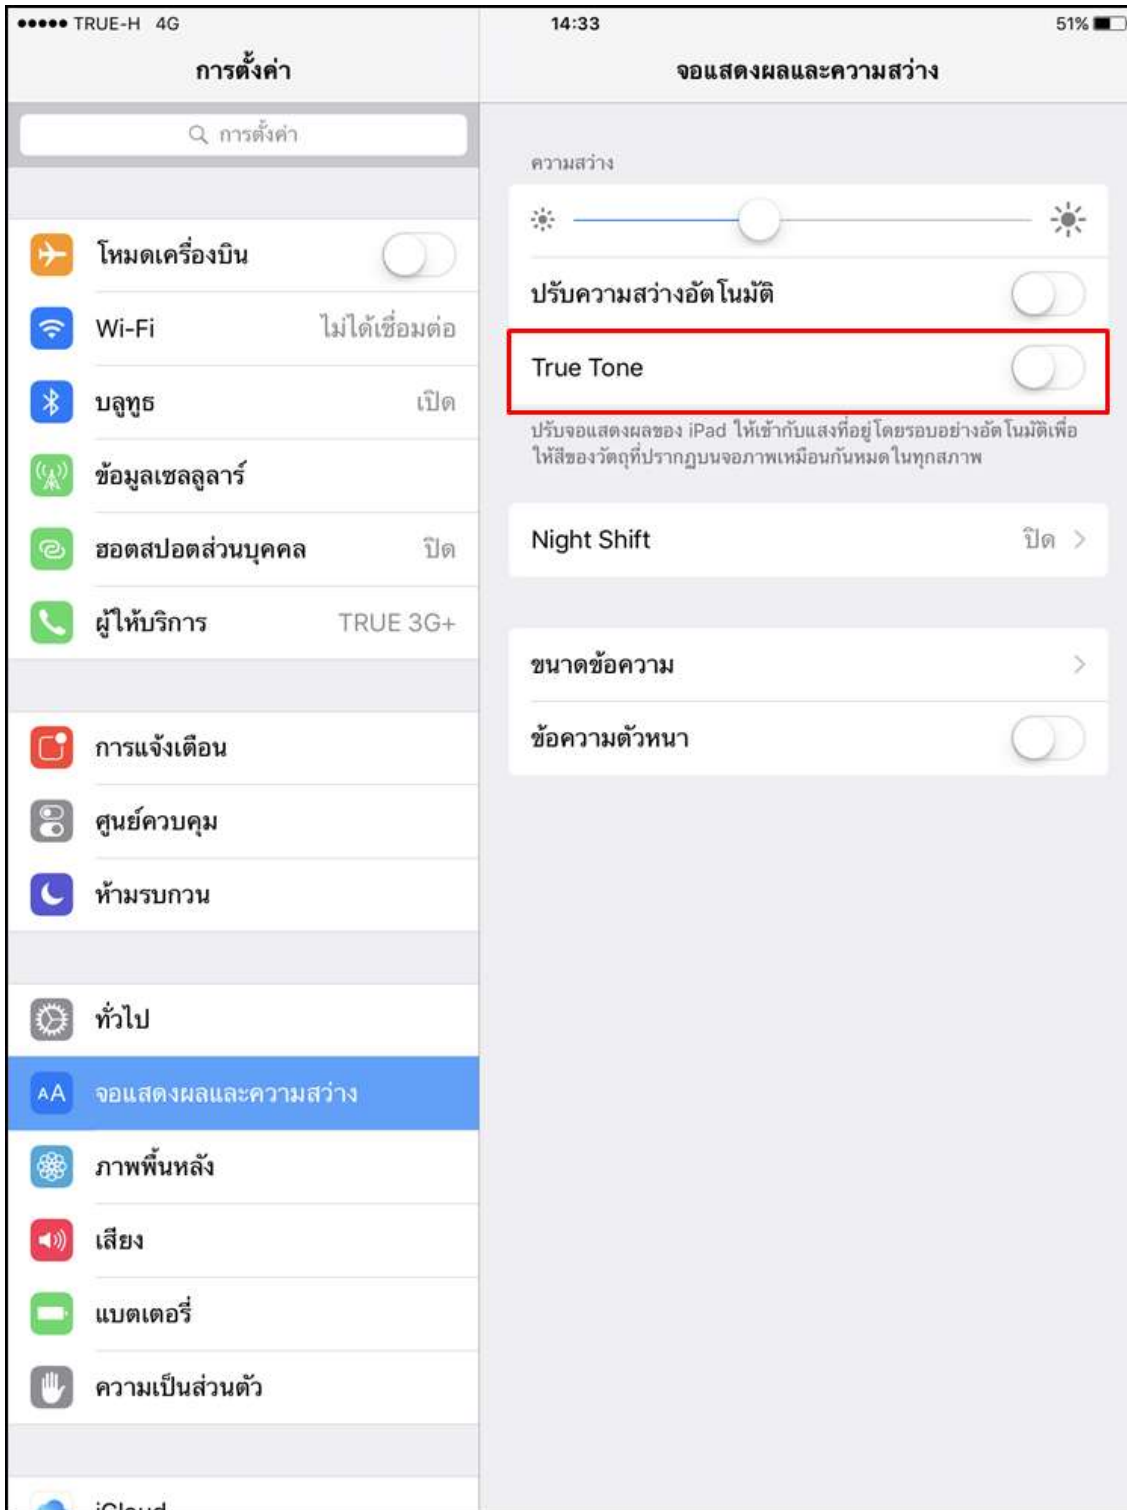 TRUE-H 4G
14:33
51%
การตั้งค่า
จอแสดงผลและความสว่าง
การตั้งค่า
โหมดเครื่องบิน
Wi-Fi
ไม่ได้เชื่อมต่อ
บลูทูธ
เปิด
ข้อมูลเซลลูลาร์
ฮอตสปอตส่วนบุคคล
ปิด
ผู้ให้บริการ
TRUE 3G+
การแจ้งเตือน
ศูนย์ควบคุม
ห้ามรบกวน
ทั่วไป
AA จอแสดงผลและความสว่าง
ภาพพื้นหลัง
เสียง
แบตเตอรี่
ความเป็นส่วนตัว
iCloud
ความสว่าง
ปรับความสว่างอัตโนมัติ
True Tone
ปรับจอแสดงผลของ iPad ให้เข้ากับแสงที่อยู่โดยรอบอย่างอัตโนมัติเพื่อ
ให้สีของวัตถุที่ปรากฏบนจอภาพเหมือนกันหมดในทุกสภาพ
Night Shift
ปิด
ขนาดข้อความ
ข้อความตัวหนา